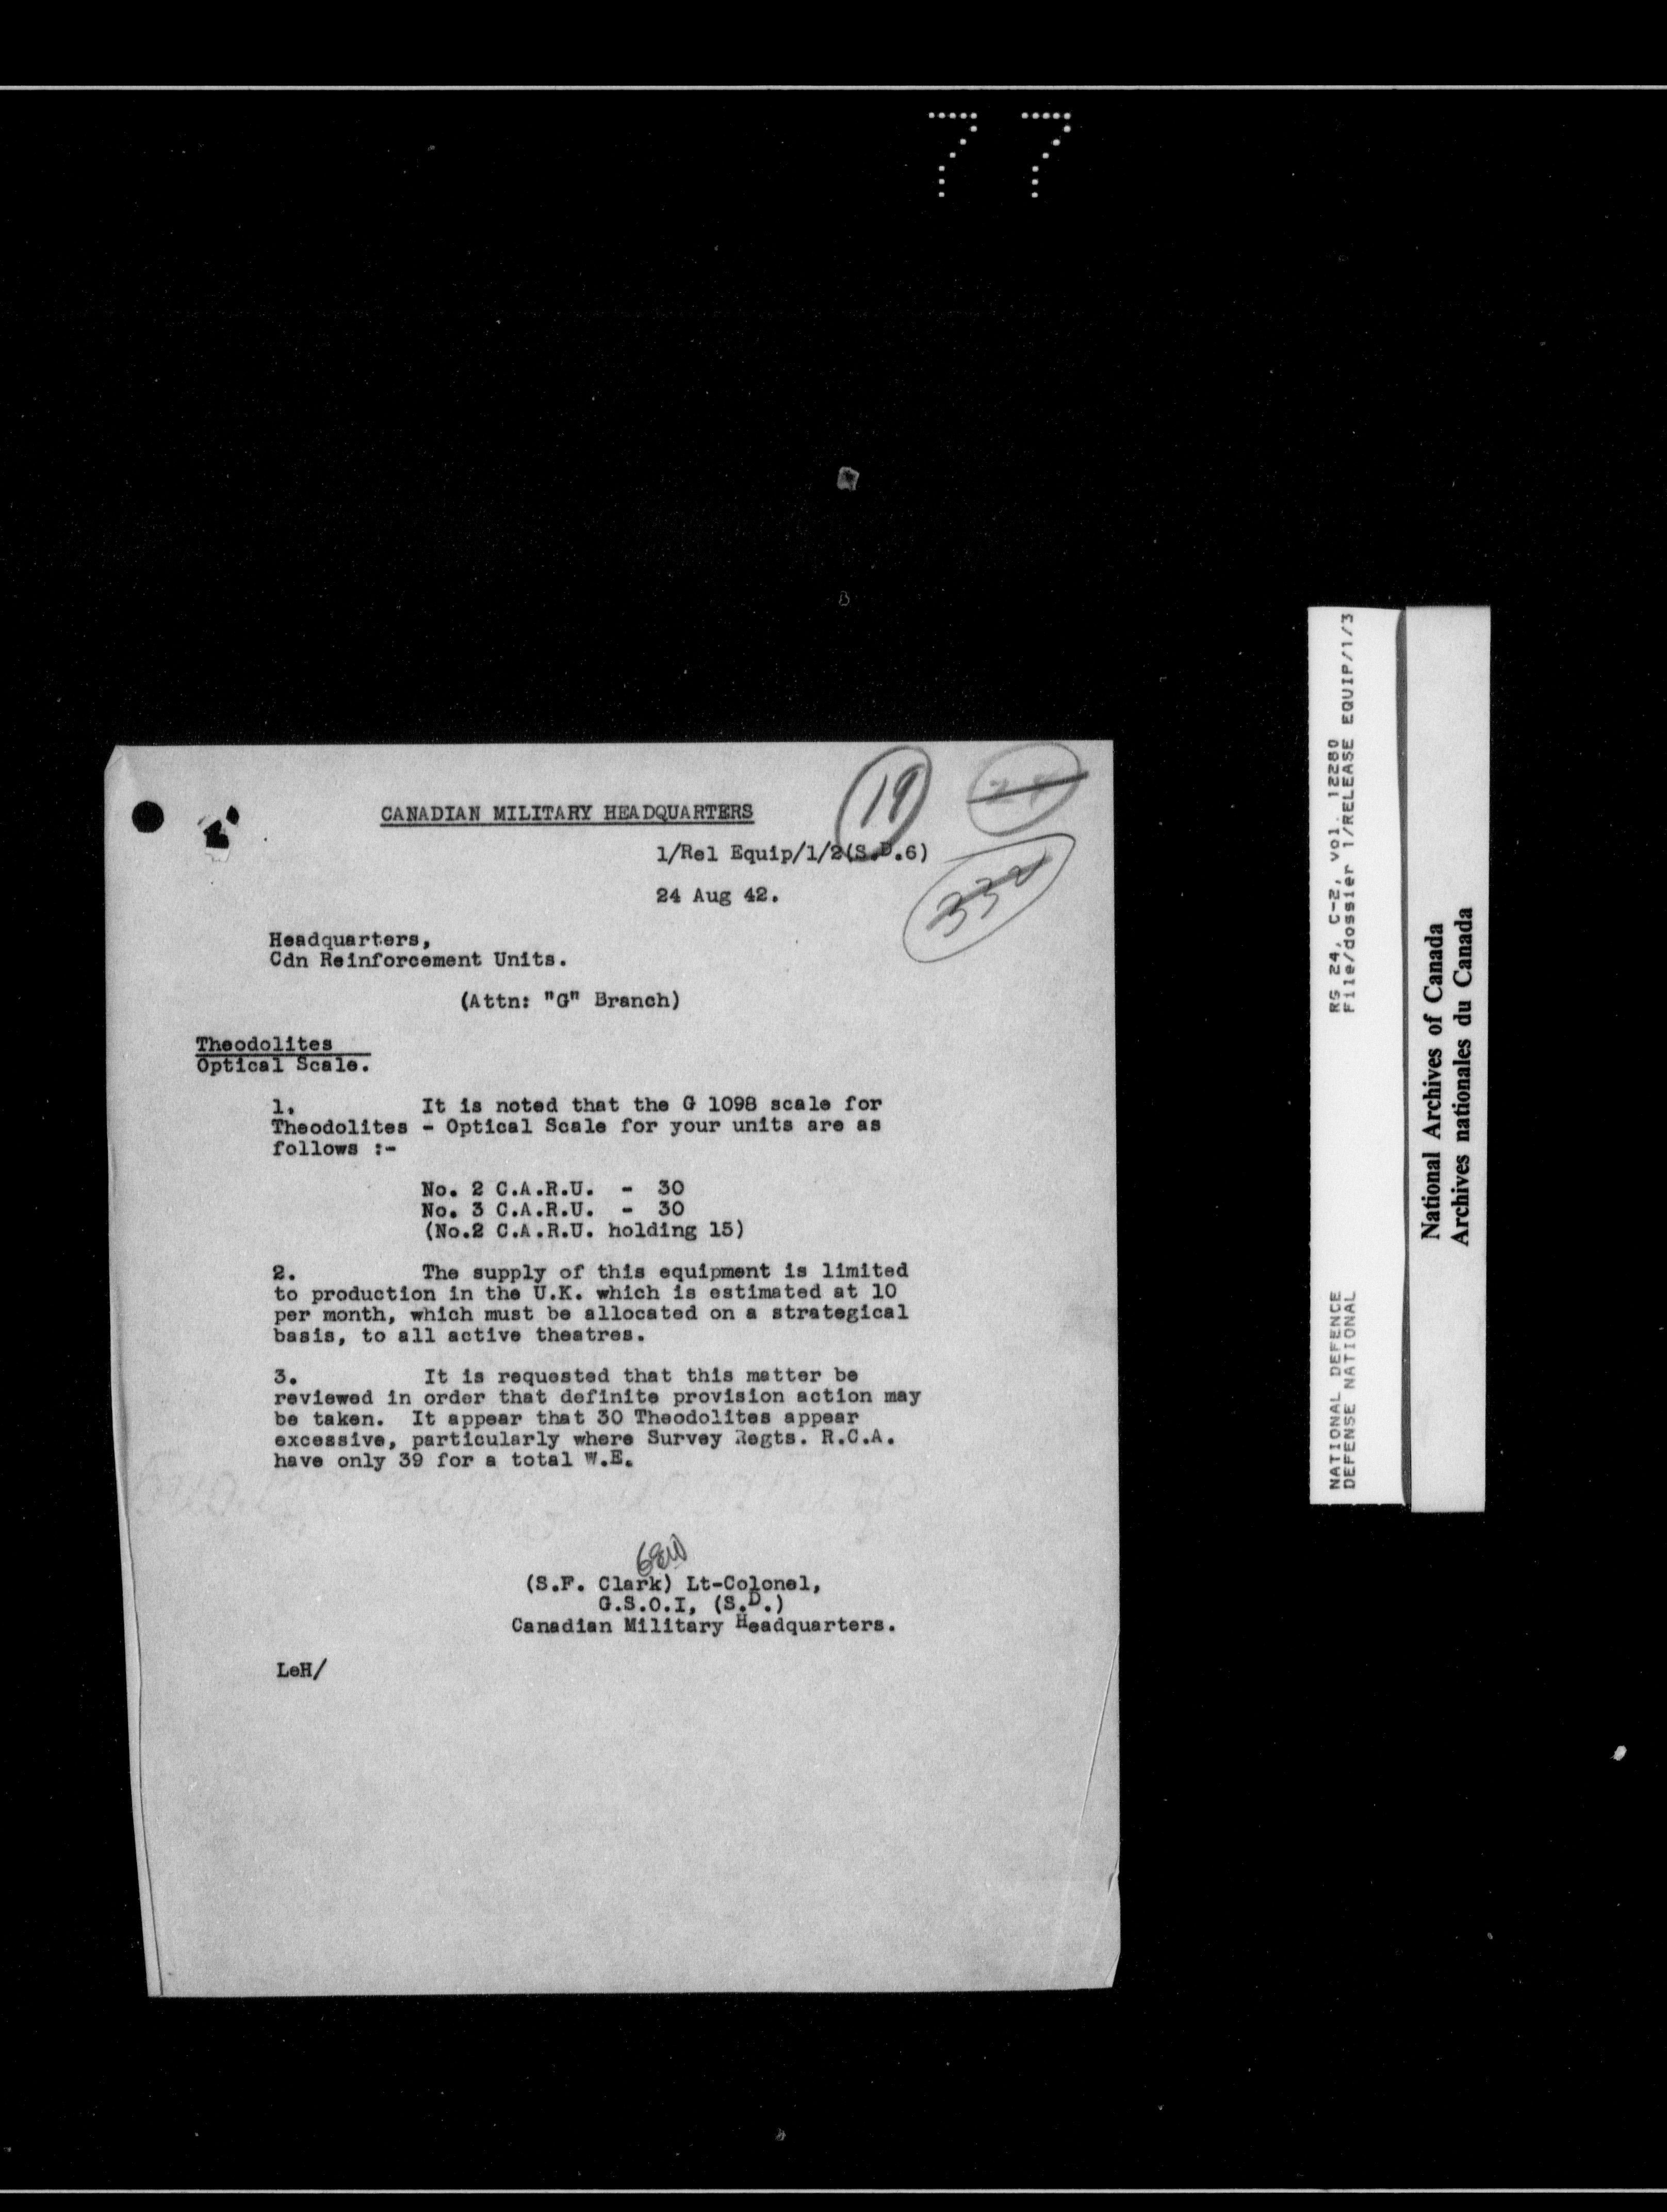 77
19
CANADIAN MILITARY HEADQUARTERS
1/Rel Equip/1/2(S.D.6)
332
24 Aug 42.
Headquarters,
Cdn Reinforcement Units.
(Attn: "G" Branch)
Theodolites
Optical Scale.
1. It is noted that the G 1098 scale for
Theodolites - Optical Scale for your units are as
follows :-
No. 2 C.A.R.U. - 30
No. 3 C.A.R.U. - 30
(No.2 C.A.R.U. holding 15)
2. The supply of this equipment is limited
to production in the U.K. which is estimated at 10
per month, which must be allocated on a strategical
basis, to all active theatres.
3. It is requested that this matter be
reviewed in order that definite provision action may
be taken. It appear that 30 Theodolites appear
excessive, particularly where Survey Regts. R.C.A.
have only 39 for a total W.E.
(S.F. Clark) Lt-Colonel,
G.S.O.I, (S.D.)
Canadian Military Headquarters.
LeH/
NATIONAL DEFENCE RG 24, C-2, vol. 12280
DEFENSE NATIONAL File/dossier 1/RELEASE EQUIP/1/3
National Archives of Canada
Archives nationales du Canada